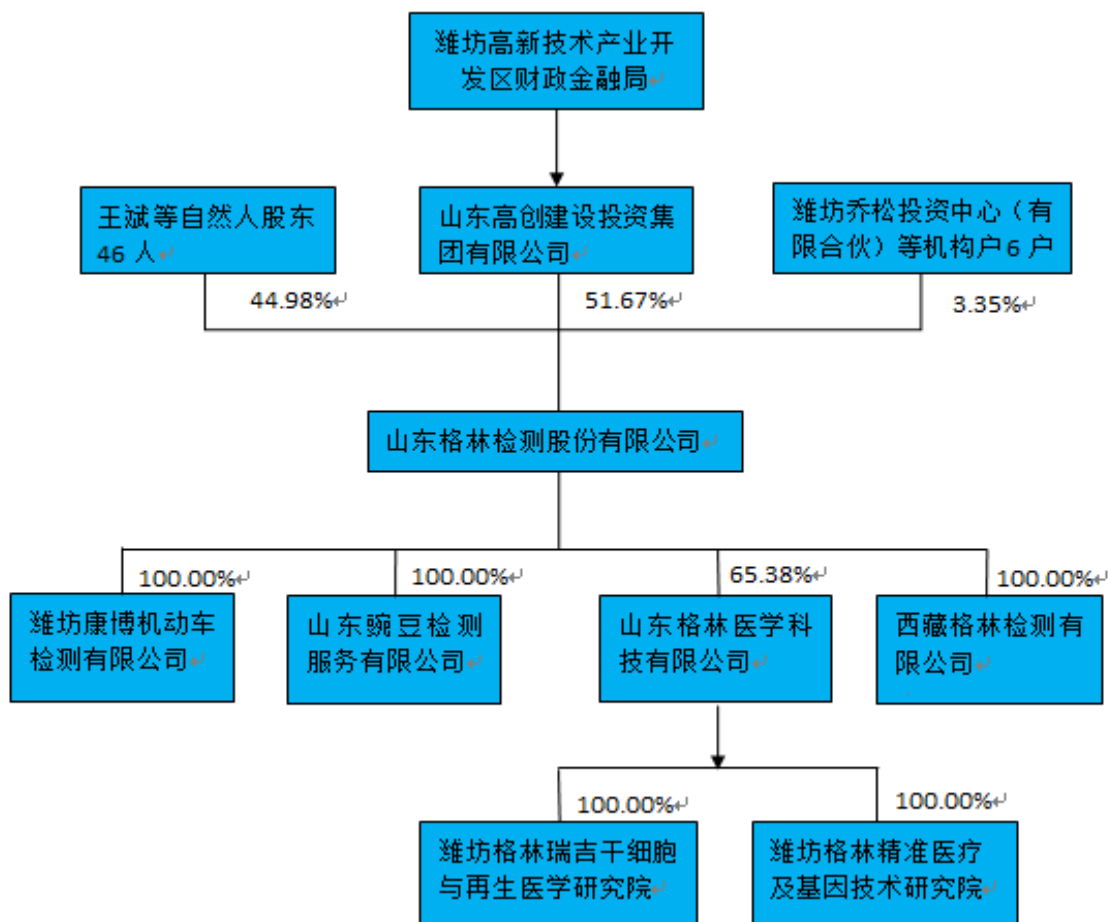 潍坊高新技术产业开
发区财政金融局↵
王斌等自然人股东
46 人↵
山东高创建设投资集
团有限公司↵
潍坊乔松投资中心（有
限合伙）等机构户 6 户
44.98%↵
51.67%↵
3.35%↵
山东格林检测股份有限公司↵
100.00%↵
100.00%↵
65.38%↵
100.00%↵
潍坊康博机动车
检测有限公司↵
山东豌豆检测
服务有限公司↵
山东格林医学科
技有限公司↵
西藏格林检测有
限公司↵
100.00%↵
100.00%↵
潍坊格林瑞吉干细胞
与再生医学研究院↵
潍坊格林精准医疗
及基因技术研究院↵